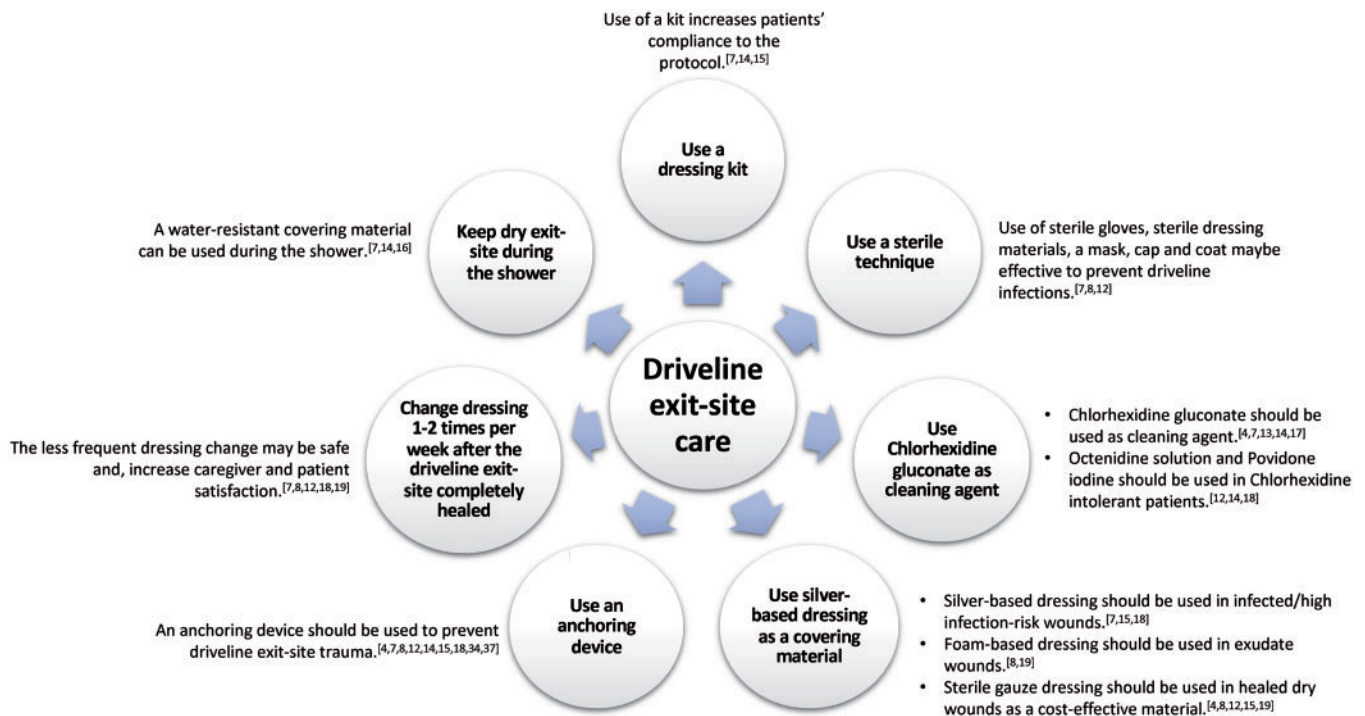 Use of a kit increases patients'
compliance to the
protocol.[7,14,15]
Use a
dressing kit
A water-resistant covering material
can be used during the shower.[7,14,16]
Keep dry exit-
site during
the shower
Use a sterile
technique
Use of sterile gloves, sterile dressing
materials, a mask, cap and coat maybe
effective to prevent driveline
infections.[7,8,12]
Driveline
exit-site
care
The less frequent dressing change may be safe
and, increase caregiver and patient
satisfaction.[7,8,12,18,19]
Change dressing
1-2 times per
week after the
driveline exit-
site completely
healed
Use
Chlorhexidine
gluconate as
cleaning agent
• Chlorhexidine gluconate should be
used as cleaning agent.[4,7,13,14,17]
• Octenidine solution and Povidone
iodine should be used in Chlorhexidine
intolerant patients.[12,14,18]
An anchoring device should be used to prevent
driveline exit-site trauma.[4,7,8,12,14,15,18,34,37]
Use an
anchoring
device
Use silver-
based dressing
as a covering
material
• Silver-based dressing should be used in infected/high
infection-risk wounds.[7,15,18]
• Foam-based dressing should be used in exudate
wounds.[8,19]
• Sterile gauze dressing should be used in healed dry
wounds as a cost-effective material.[4,8,12,15,19]